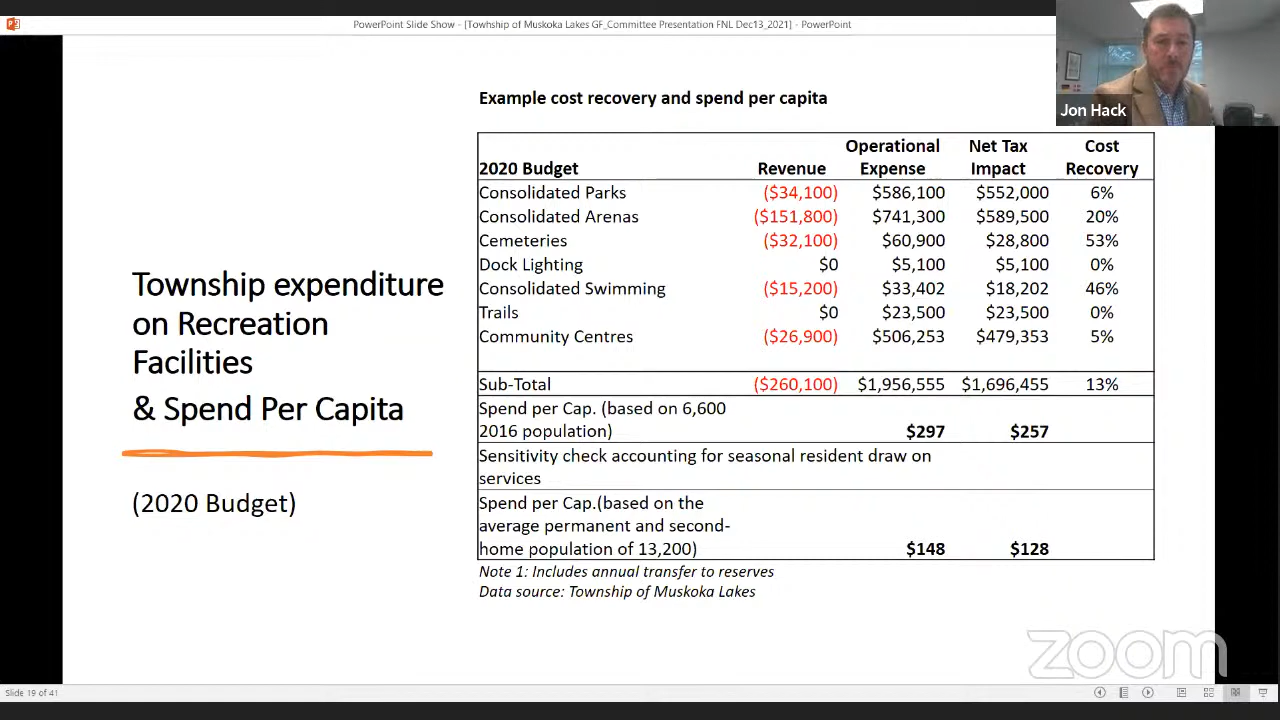 PowerPoint Slide Show - [Towhship of Muskoka Lakes GF_Committee Presentation FNL Dec13_2021] - PowerPoint
Jon Hack
Example cost recovery and spend per capita
2020 Budget Revenue Operational Expense Net Tax Impact Cost Recovery
Consolidated Parks ($34,100) $586,100 $552,000 6%
Consolidated Arenas ($151,800) $741,300 $589,500 20%
Cemeteries ($32,100) $60,900 $28,800 53%
Dock Lighting $0 $5,100 $5,100 0%
Consolidated Swimming ($15,200) $33,402 $18,202 46%
Trails $0 $23,500 $23,500 0%
Community Centres ($26,900) $506,253 $479,353 5%
Sub-Total ($260,100) $1,956,555 $1,696,455 13%
Spend per Cap. (based on 6,600
2016 population) $297 $257
Sensitivity check accounting for seasonal resident draw on
services
Spend per Cap.(based on the
average permanent and second-
home population of 13,200) $148 $128
Note 1: Includes annual transfer to reserves
Data source: Township of Muskoka Lakes
Township expenditure
on Recreation
Facilities
& Spend Per Capita
(2020 Budget)
zoom
Slide 19 of 41